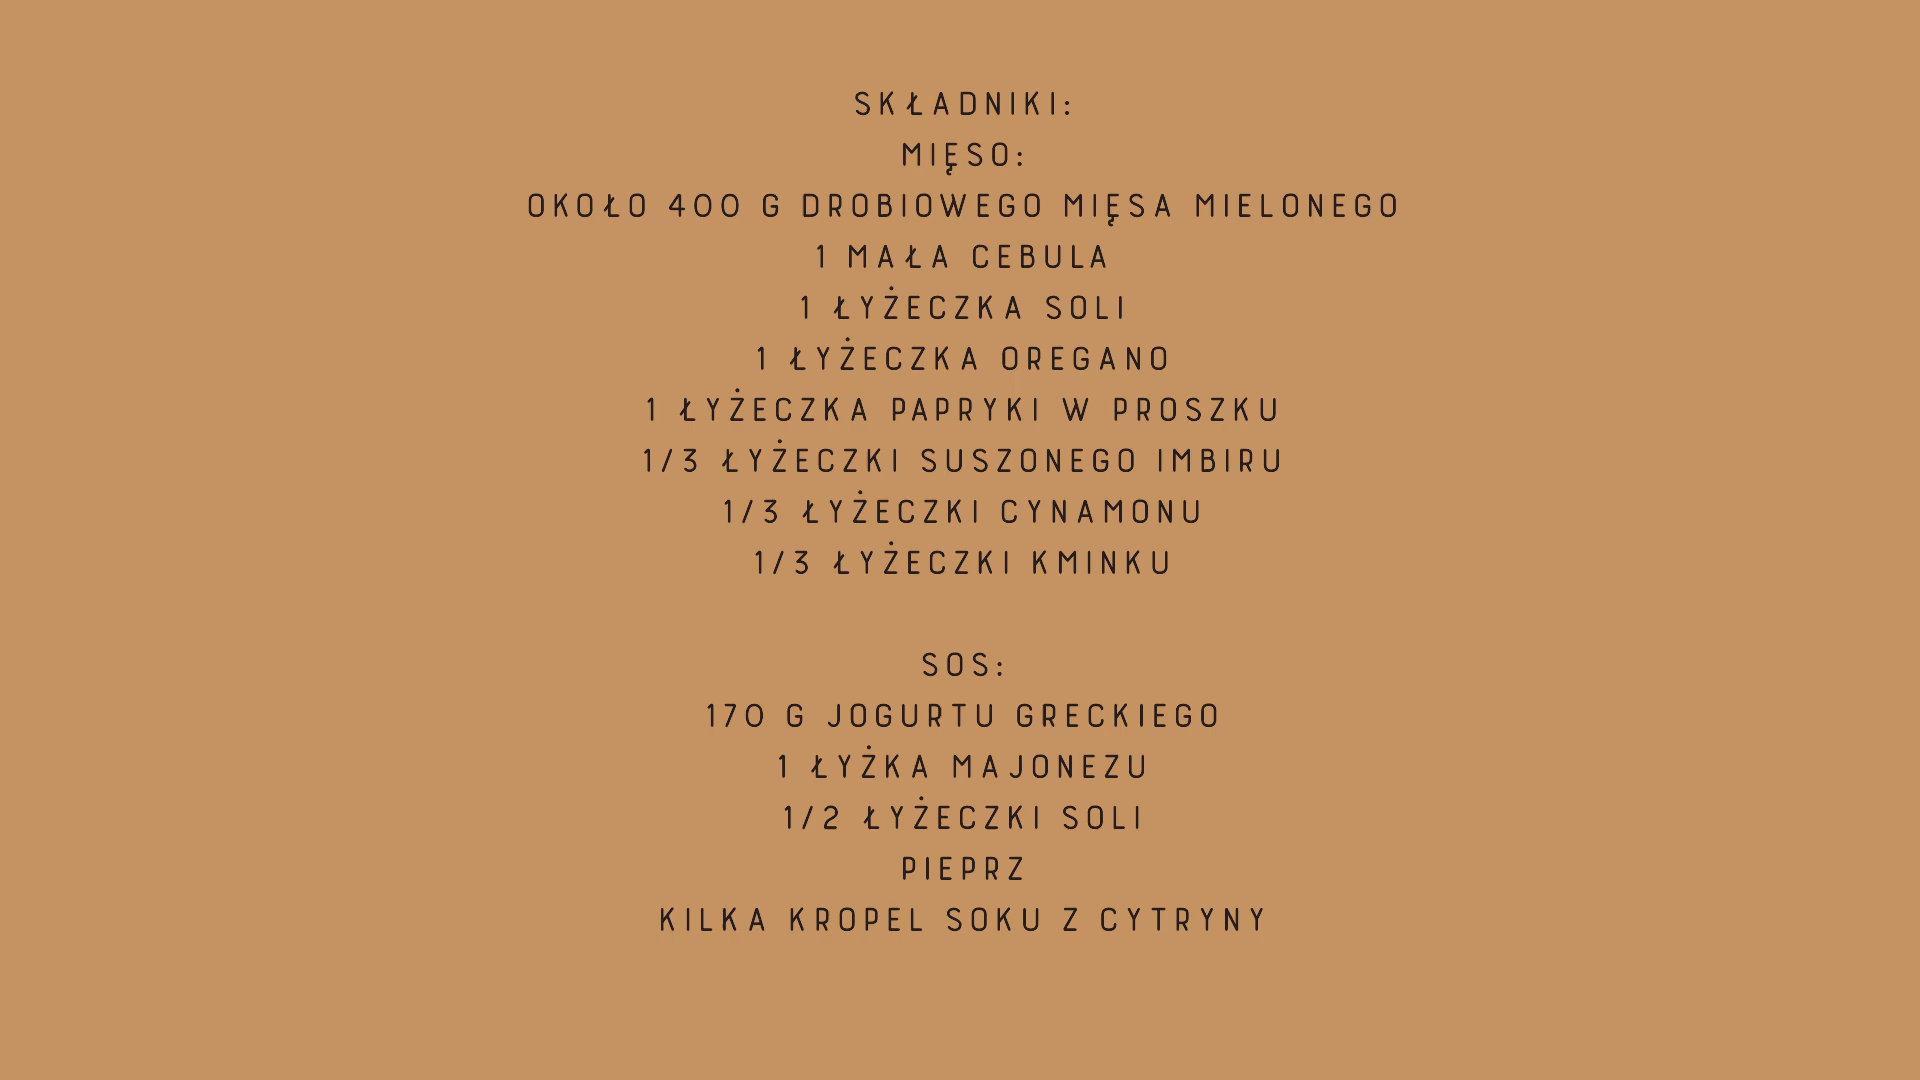 SKŁADNIKI:
MIĘSO:
OKOŁO 400 G DROBIOWEGO MIĘSA MIELONEGO
1 MAŁA CEBULA
1 ŁYŻECZKA SOLI
1 ŁYŻECZKA OREGANO
1 ŁYŻECZKA PAPRYKI W PROSZKU
1/3 ŁYŻECZKI SUSZONEGO IMBIRU
1/3 ŁYŻECZKI CYNAMONU
1/3 ŁYŻECZKI KMINKU
SOS:
170 G JOGURTU GRECKIEGO
1 ŁYŻKA MAJONEZU
1/2 ŁYŻECZKI SOLI
PIEPRZ
KILKA KROPEL SOKU Z CYTRYNY